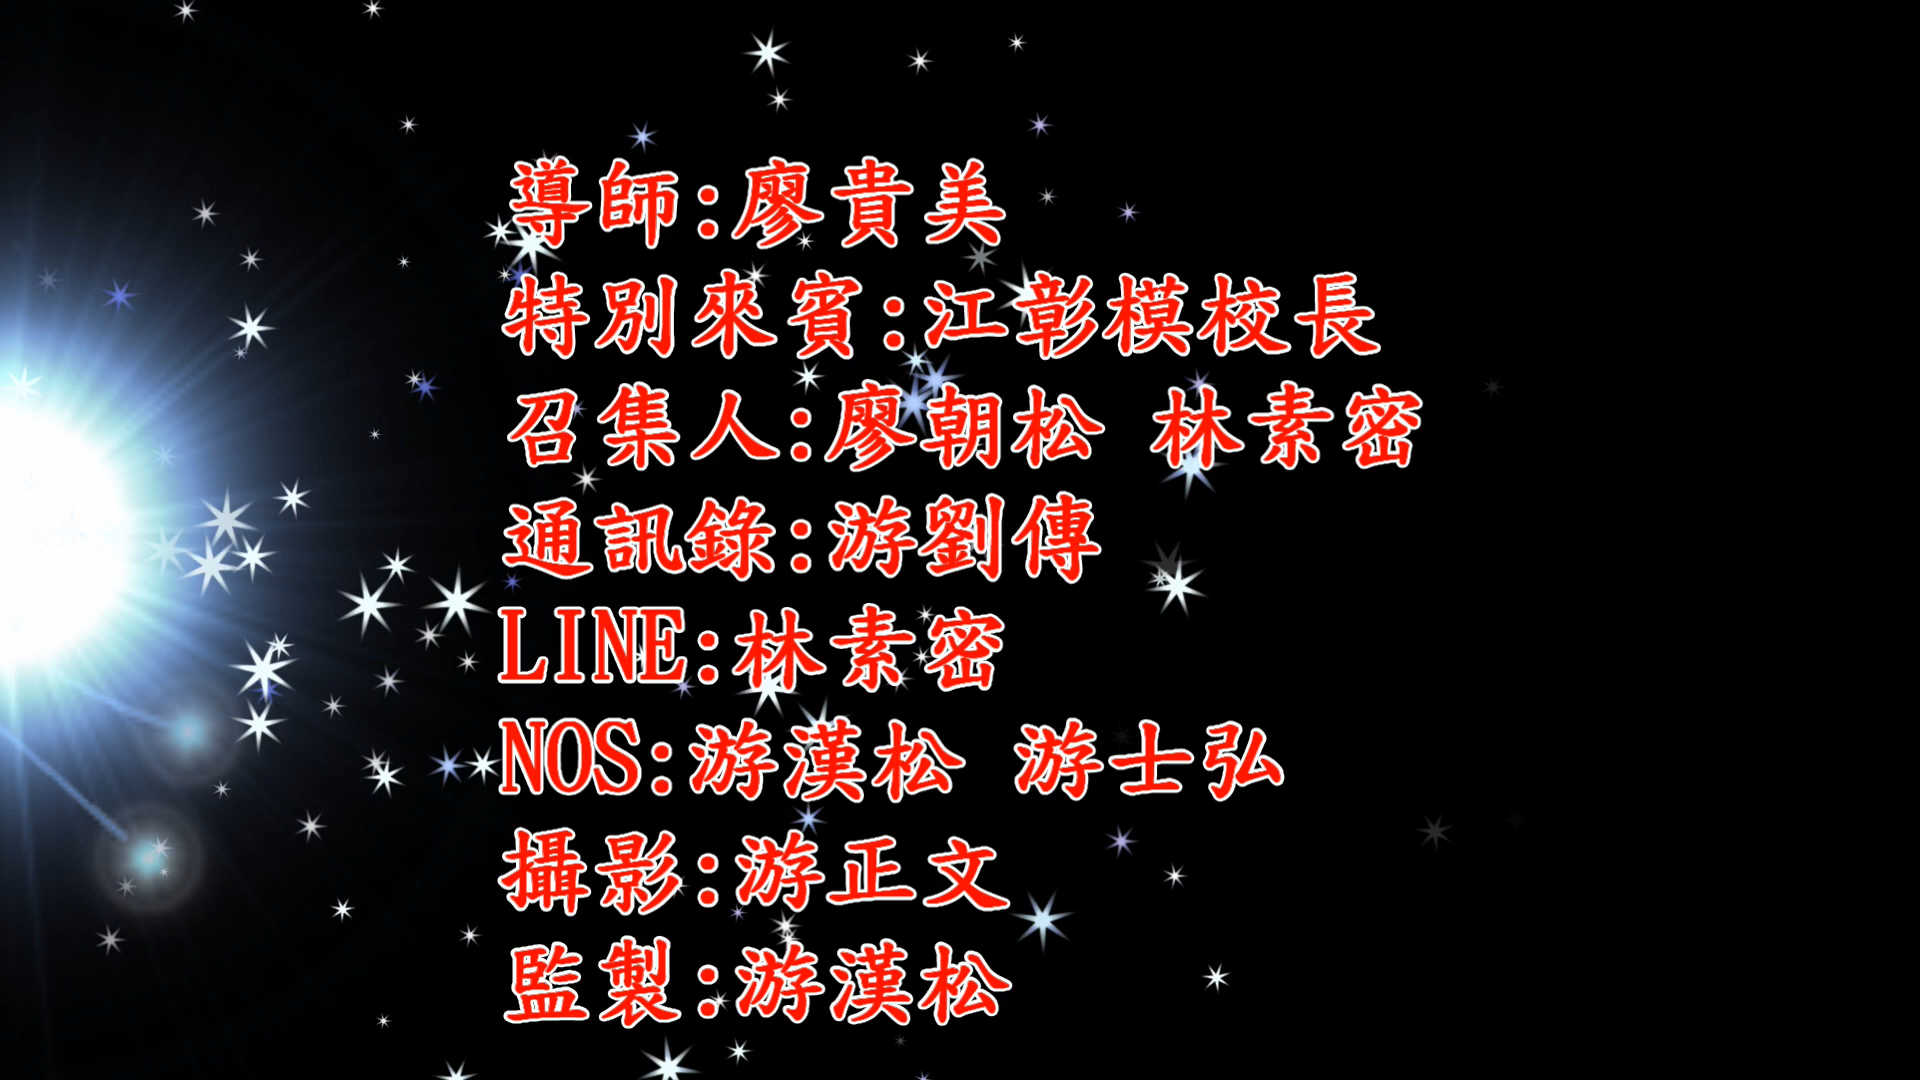 導師:廖貴美
特別來賓:江彰模校長
召集人:廖朝松 林素密
通訊錄:游劉傳
LINE:林素密
NOS:游漢松 游士弘
攝影:游正文
監製:游漢松